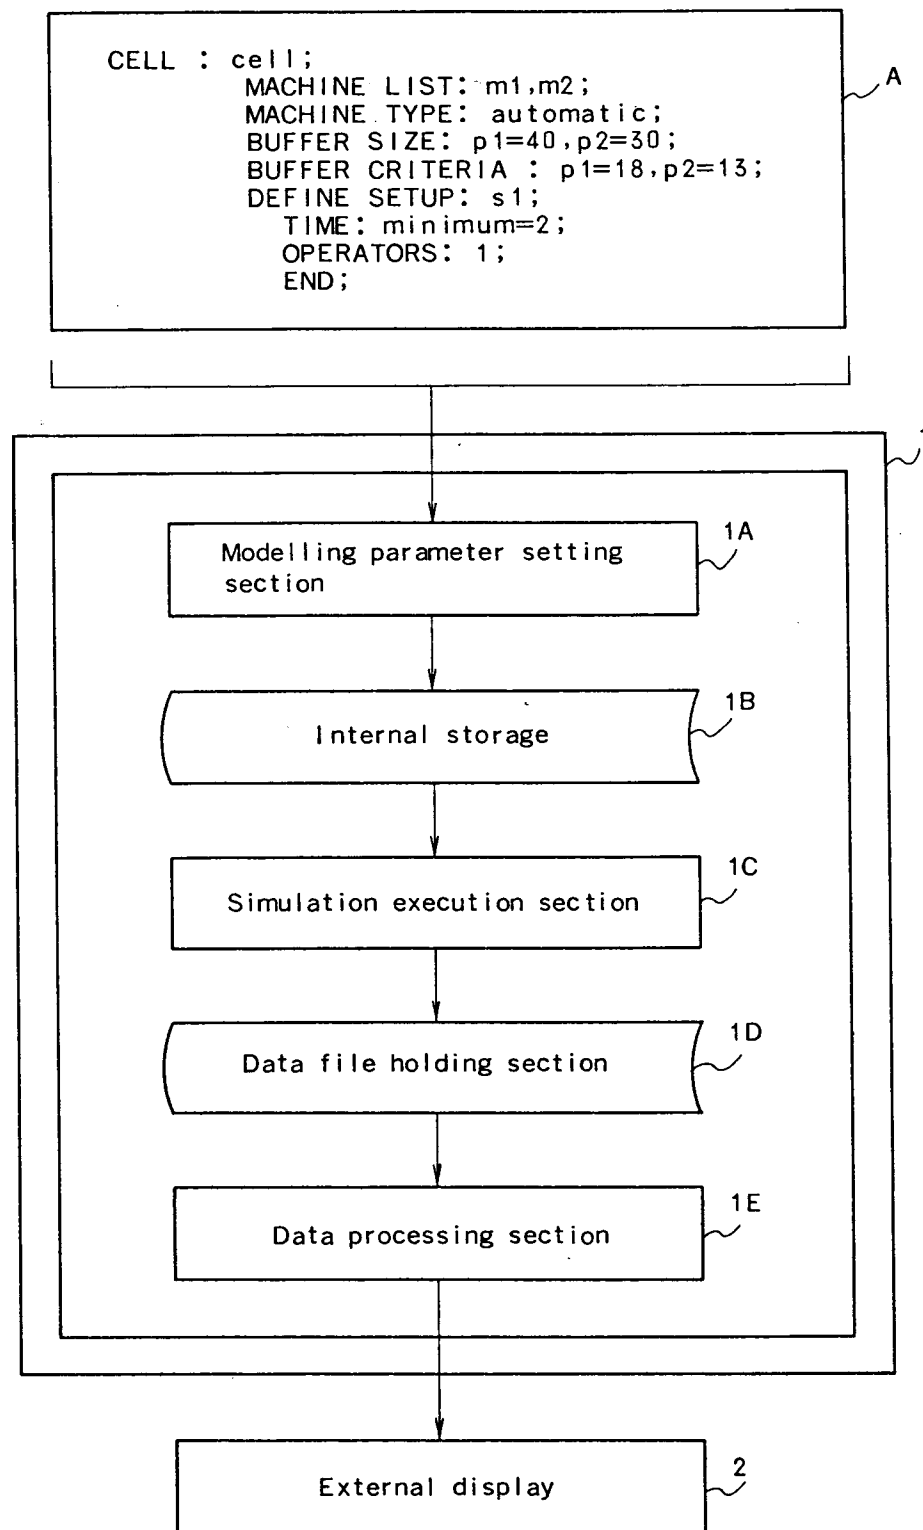 CELL : cell;
MACHINE LIST: m1,m2;
MACHINE TYPE: automatic;
BUFFER SIZE: p1=40,p2=30;
BUFFER CRITERIA : p1=18,p2=13;
DEFINE SETUP: s1;
TIME: minimum=2;
OPERATORS: 1;
END;
A
1A
Modelling parameter setting
section
1B
Internal storage
1C
Simulation execution section
1D
Data file holding section
1E
Data processing section
External display
2